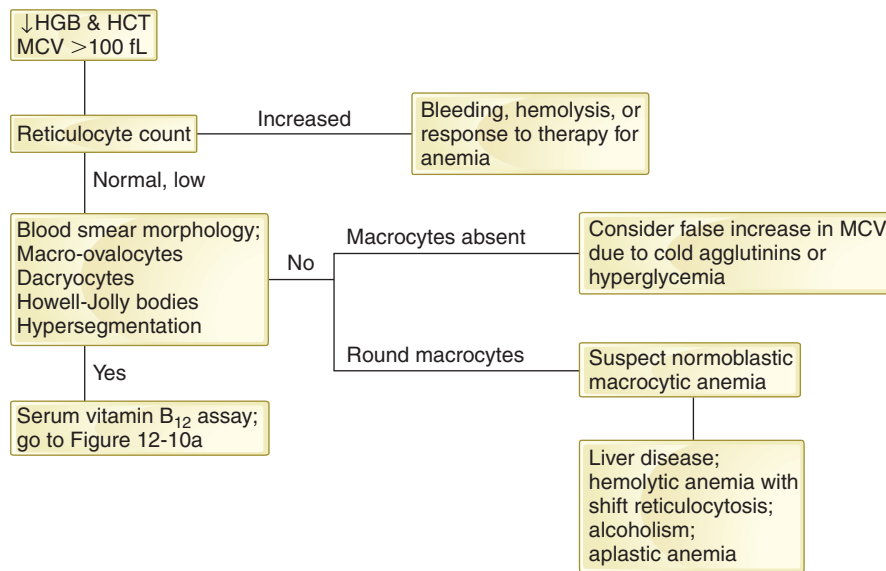 ↓HGB & HCT
MCV >100 fL
Reticulocyte count
Increased
Bleeding, hemolysis, or
response to therapy for
anemia
Normal, low
Blood smear morphology;
Macro-ovalocytes
Dacryocytes
Howell-Jolly bodies
Hypersegmentation
No
Macrocytes absent
Consider false increase in MCV
due to cold agglutinins or
hyperglycemia
Round macrocytes
Suspect normoblastic
macrocytic anemia
Yes
Serum vitamin B₁₂ assay;
go to Figure 12-10a
Liver disease;
hemolytic anemia with
shift reticulocytosis;
alcoholism;
aplastic anemia